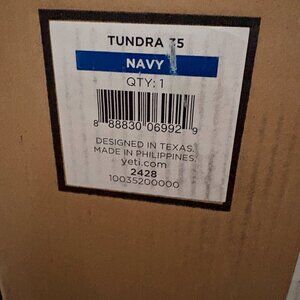 TUNDRA 35
NAVY
QTY: 1
8 88830 06992 9
DESIGNED IN TEXAS.
MADE IN PHILIPPINES.
yeti.com
2428
10035200000